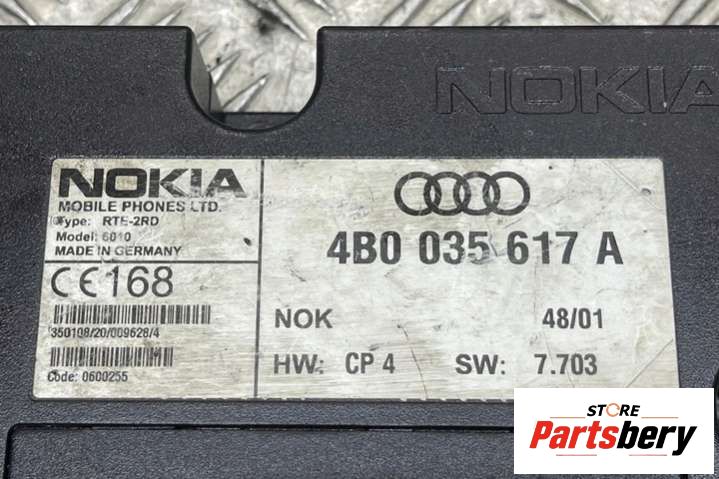 NOKIA
NOKIA
MOBILE PHONES LTD.
Type: RTE-2RD
Model: 6010
MADE IN GERMANY
CE168
350108/20/009628/4
Code: 0600255
4B0 035 617 A
NOK 48/01
HW: CP 4 SW: 7.703
STORE
Partsbery